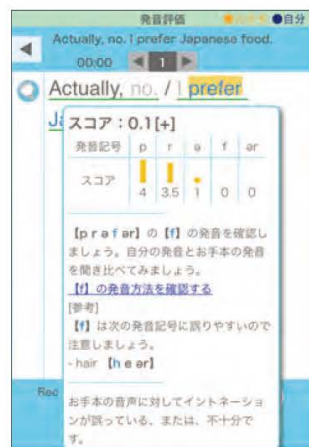 発音評価 ●自分
Actually, no. I prefer Japanese food.
00:00 1
Actually, no. / I prefer
スコア：0.1[+]
発音記号 p r ə f ər
スコア 4 3.5 1 0 0
【p r ə f ər】の【f】の発音を確認し
ましょう。自分の発音とお手本の発音
を聞き比べてみましょう。
【f】の発音方法を確認する
[参考]
【f】は次の発音記号に誤りやすいので
注意しましょう。
- hair【h e ər】
お手本の音声に対してイントネーショ
ンが誤っている、または、不十分で
す。